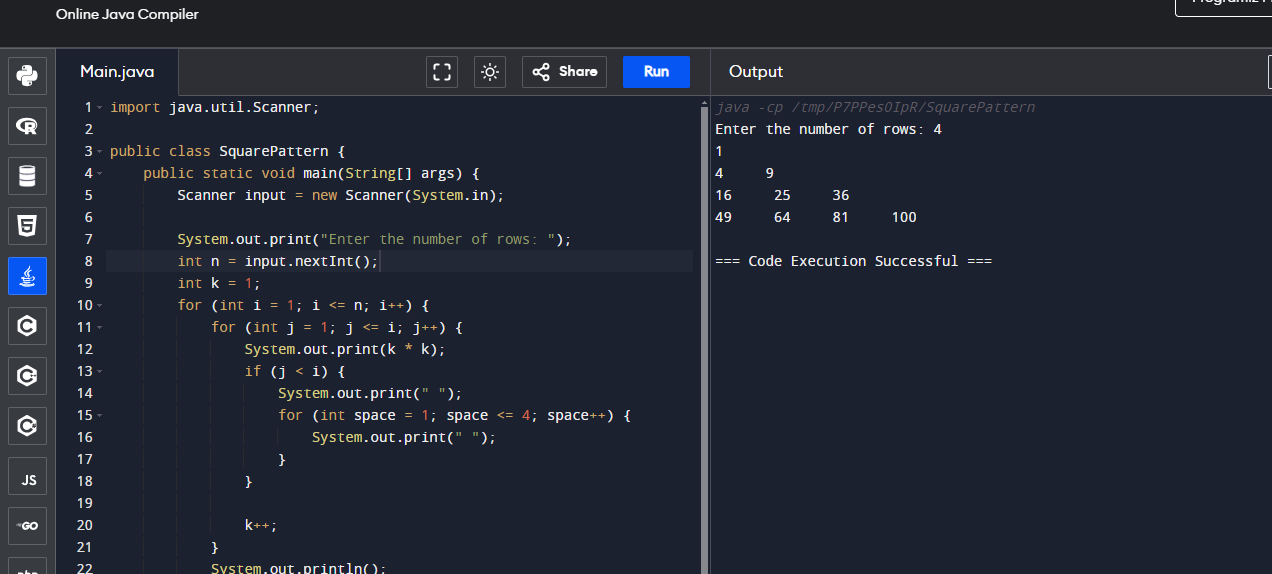 Online Java Compiler
Main.java
Share
Run
Output
1 import java.util.Scanner;
2
3 public class SquarePattern {
4 public static void main(String[] args) {
5 Scanner input = new Scanner(System.in);
6
7 System.out.print("Enter the number of rows: ");
8 int n = input.nextInt();
9 int k = 1;
10 for (int i = 1; i <= n; i++) {
11 for (int j = 1; j <= i; j++) {
12 System.out.print(k * k);
13 if (j < i) {
14 System.out.print(" ");
15 for (int space = 1; space <= 4; space++) {
16 System.out.print(" ");
17 }
18 }
19
20 k++;
21 }
22 System.out.println();
java -cp /tmp/P7PPesOIpR/SquarePattern
Enter the number of rows: 4
1
4 9
16 25 36
49 64 81 100
=== Code Execution Successful ===
JS
GO